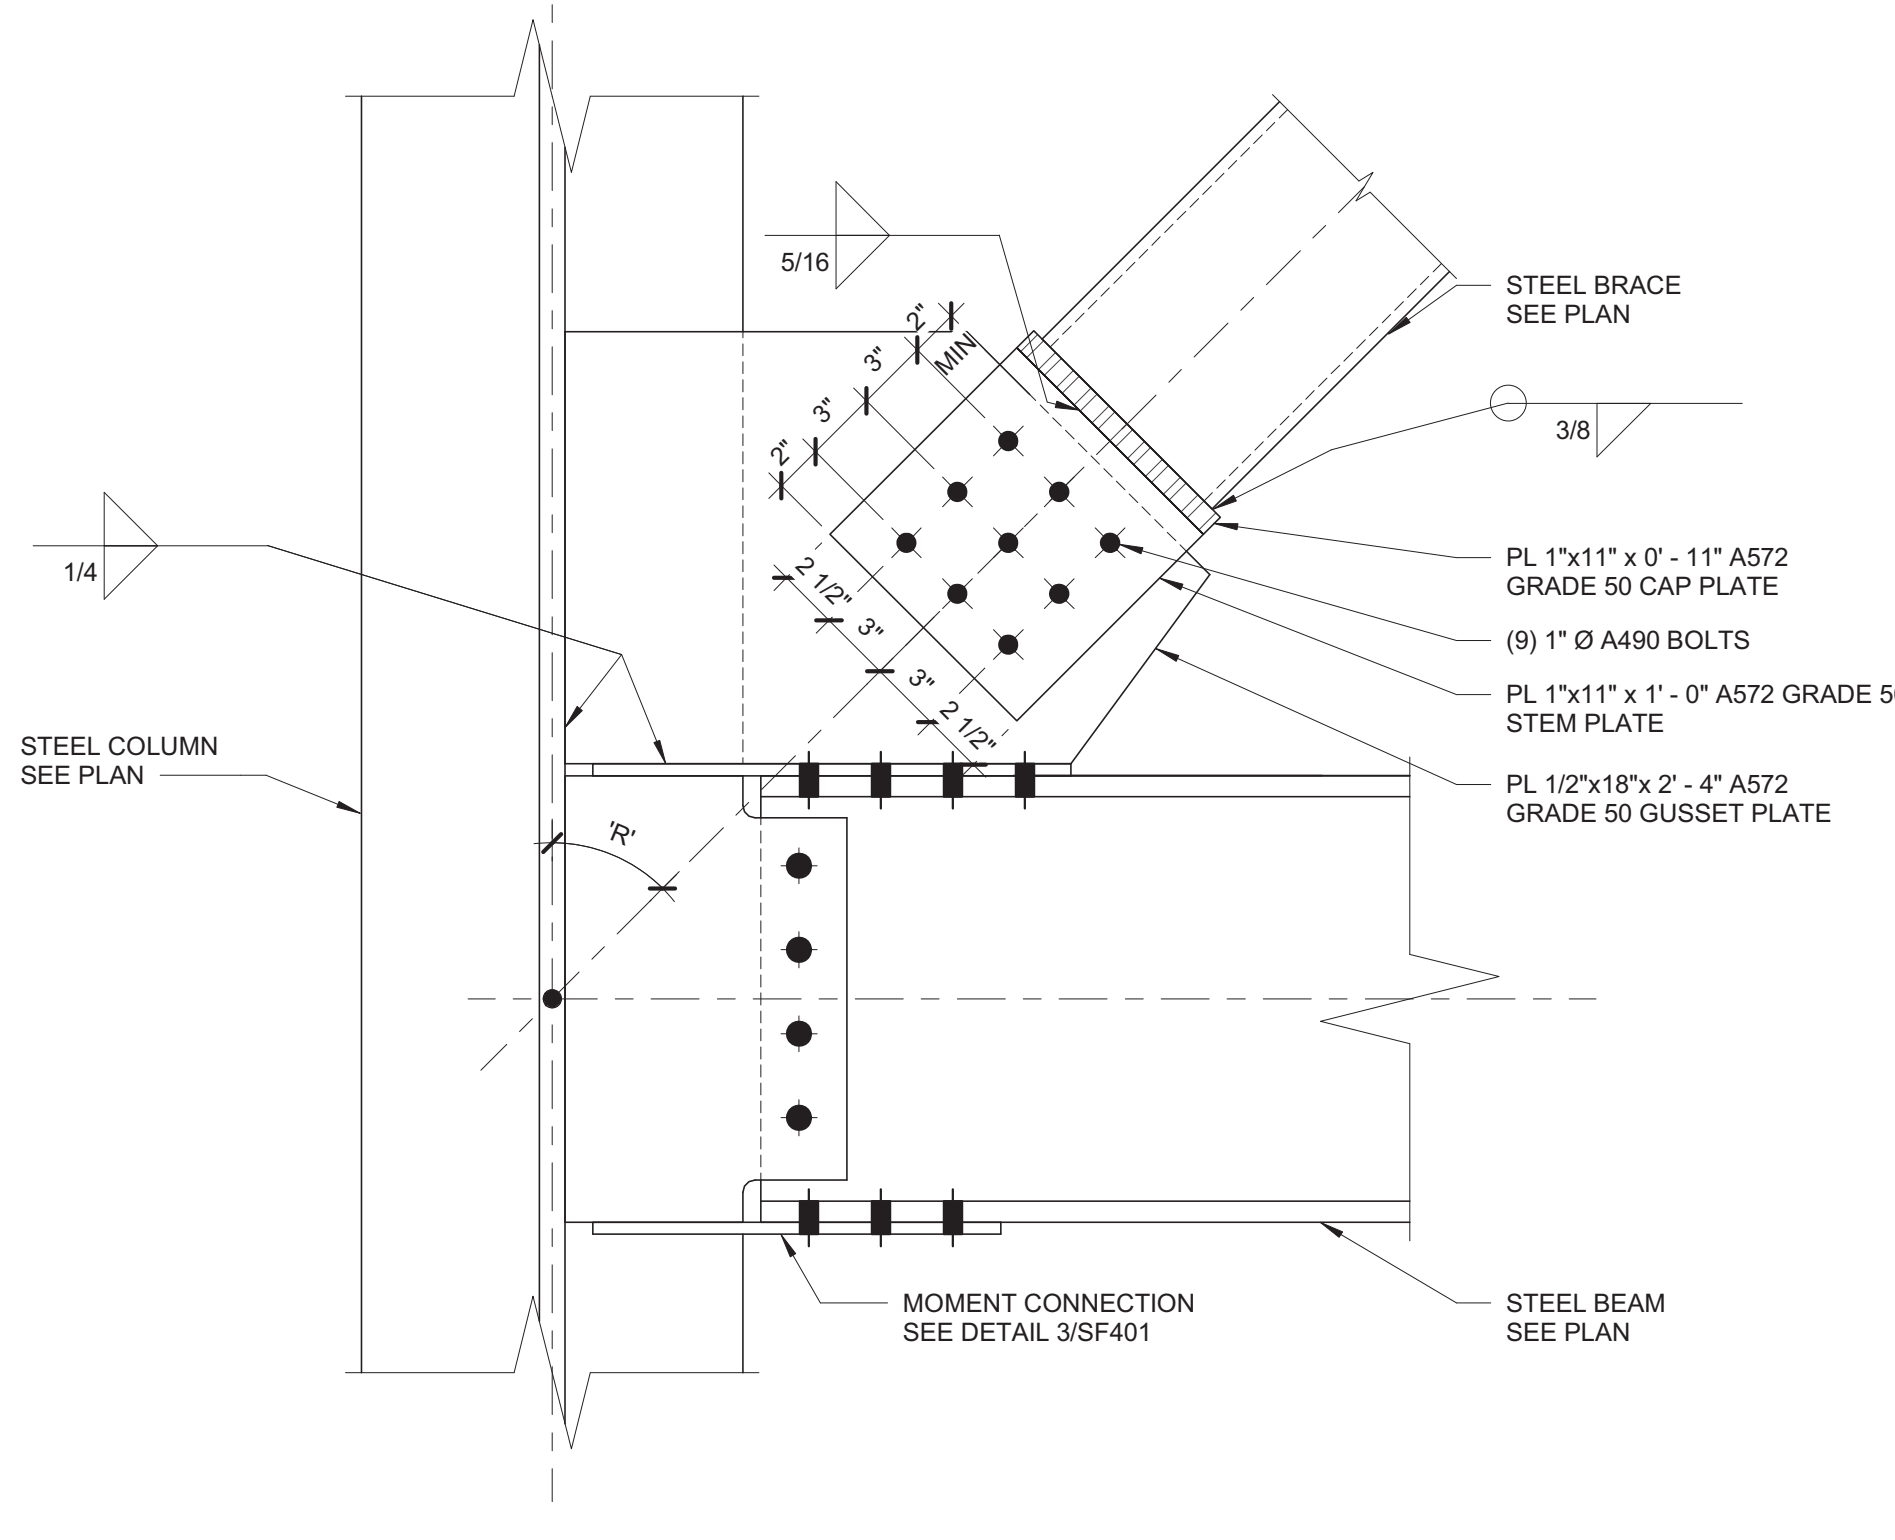 5/16
2"
MIN
3"
3"
2"
STEEL BRACE
SEE PLAN
3/8
1/4
2 1/2"
3"
3"
2 1/2"
PL 1"x11" x 0' - 11" A572
GRADE 50 CAP PLATE
(9) 1" Ø A490 BOLTS
PL 1"x11" x 1' - 0" A572 GRADE 50
STEM PLATE
PL 1/2"x18"x 2' - 4" A572
GRADE 50 GUSSET PLATE
STEEL COLUMN
SEE PLAN
'R'
MOMENT CONNECTION
SEE DETAIL 3/SF401
STEEL BEAM
SEE PLAN